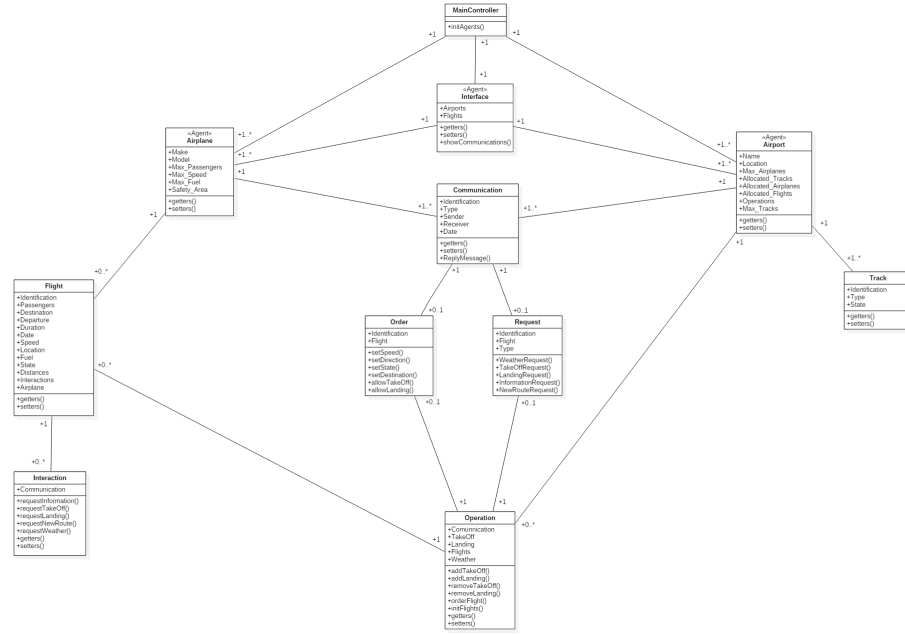 MainController
+initAgents()
+1
+1
+1
+1
«Agent»
Interface
+Airports
+Flights
+getters()
+setters()
+showCommunications()
+1
+1
«Agent»
Airplane
+Make
+Model
+Max_Passengers
+Max_Speed
+Max_Fuel
+Safety_Area
+getters()
+setters()
+1..*
+1..*
+1
+1
«Agent»
Airport
+Name
+Location
+Max_Airplanes
+Allocated_Tracks
+Allocated_Airplanes
+Allocated_Flights
+Operations
+Max_Tracks
+getters()
+setters()
+1..*
+1..*
+1
+1
+1
Communication
+Identification
+Type
+Sender
+Receiver
+Date
+getters()
+setters()
+ReplyMessage()
+1..*
+1..*
+1
+1
Track
+Identification
+Type
+State
+getters()
+setters()
+1..*
Flight
+Identification
+Passengers
+Destination
+Departure
+Duration
+Date
+Speed
+Location
+Fuel
+State
+Distances
+Interactions
+Airplane
+getters()
+setters()
+0..*
+0..*
+1
Order
+Identification
+Flight
+setSpeed()
+setDirection()
+setState()
+setDestination()
+allowTakeOff()
+allowLanding()
+0..1
+0..1
Request
+Identification
+Flight
+Type
+WeatherRequest()
+TakeOffRequest()
+LandingRequest()
+InformationRequest()
+NewRouteRequest()
+0..1
+0..1
+0..*
Interaction
+Communication
+requestInformation()
+requestTakeOff()
+requestLanding()
+requestNewRoute()
+requestWeather()
+getters()
+setters()
+1
+1
+1
+0..*
Operation
+Comunnication
+TakeOff
+Landing
+Flights
+Weather
+addTakeOff()
+addLanding()
+removeTakeOff()
+removeLanding()
+orderFlight()
+initFlights()
+getters()
+setters()